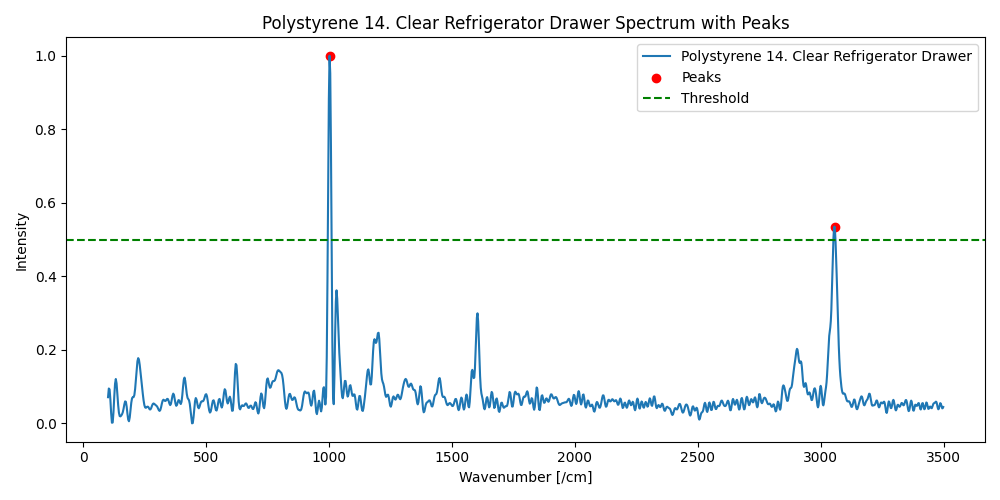 Polystyrene 14. Clear Refrigerator Drawer Spectrum with Peaks
Polystyrene 14. Clear Refrigerator Drawer
Peaks
Threshold
Intensity
1.0
0.8
0.6
0.4
0.2
0.0
0 500 1000 1500 2000 2500 3000 3500
Wavenumber [/cm]